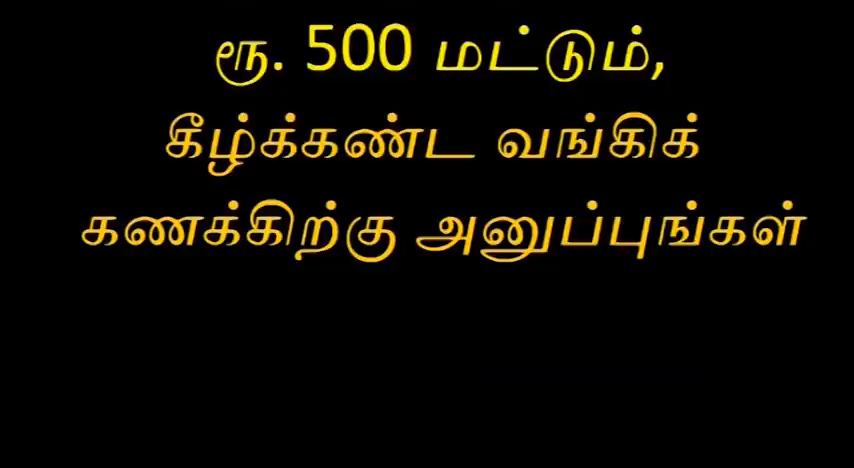 ரூ. 500 மட்டும்,
கீழ்க்கண்ட வங்கிக்
கணக்கிற்கு அனுப்புங்கள்